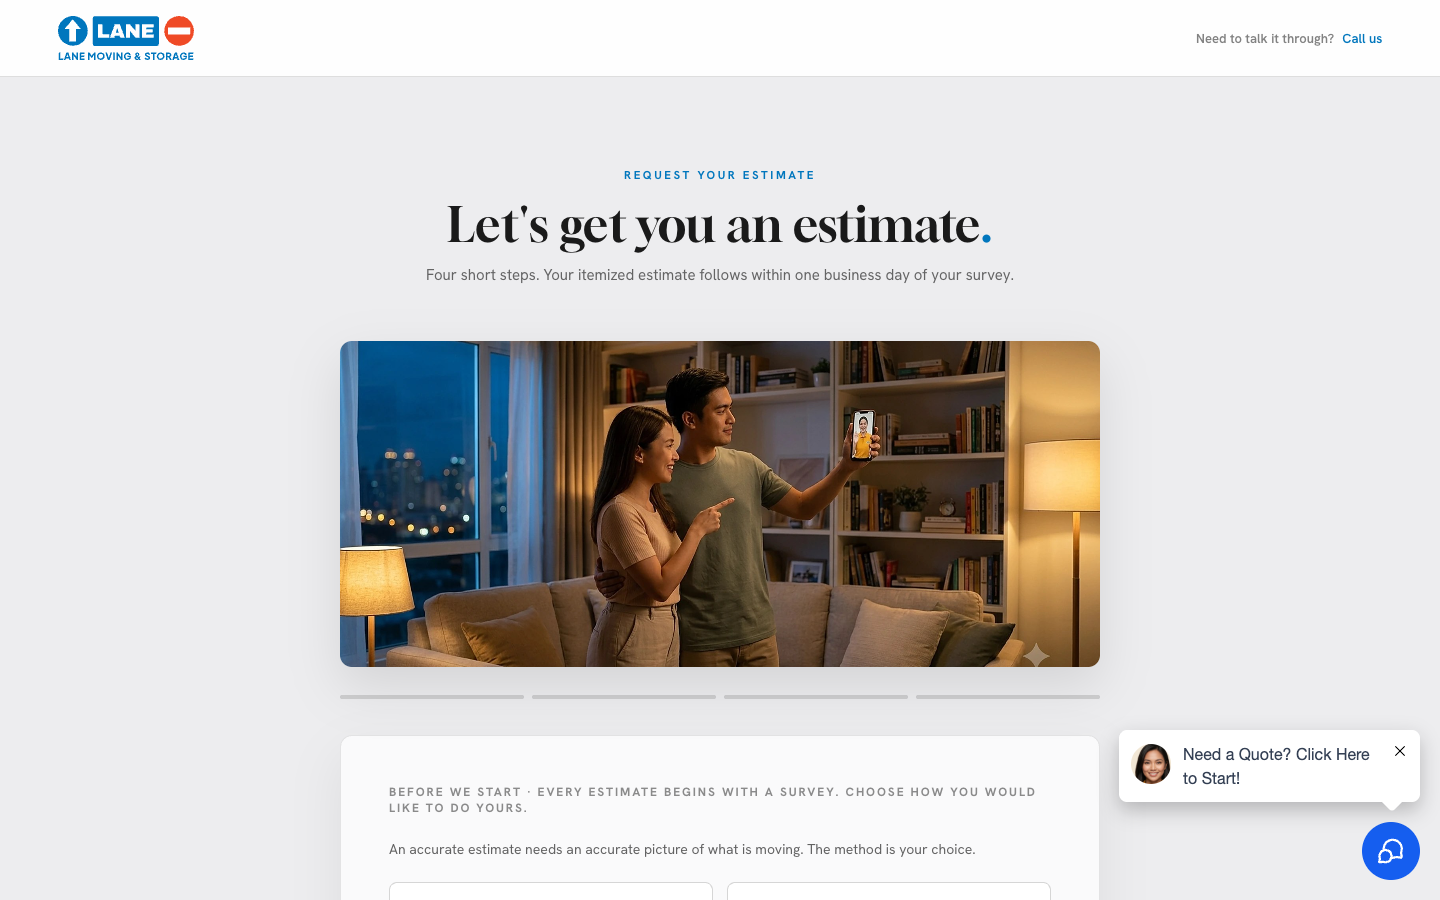 LANE
LANE MOVING & STORAGE
Need to talk it through? Call us
REQUEST YOUR ESTIMATE
Let's get you an estimate.
Four short steps. Your itemized estimate follows within one business day of your survey.
BEFORE WE START · EVERY ESTIMATE BEGINS WITH A SURVEY. CHOOSE HOW YOU WOULD
LIKE TO DO YOURS.
An accurate estimate needs an accurate picture of what is moving. The method is your choice.
Need a Quote? Click Here
to Start!